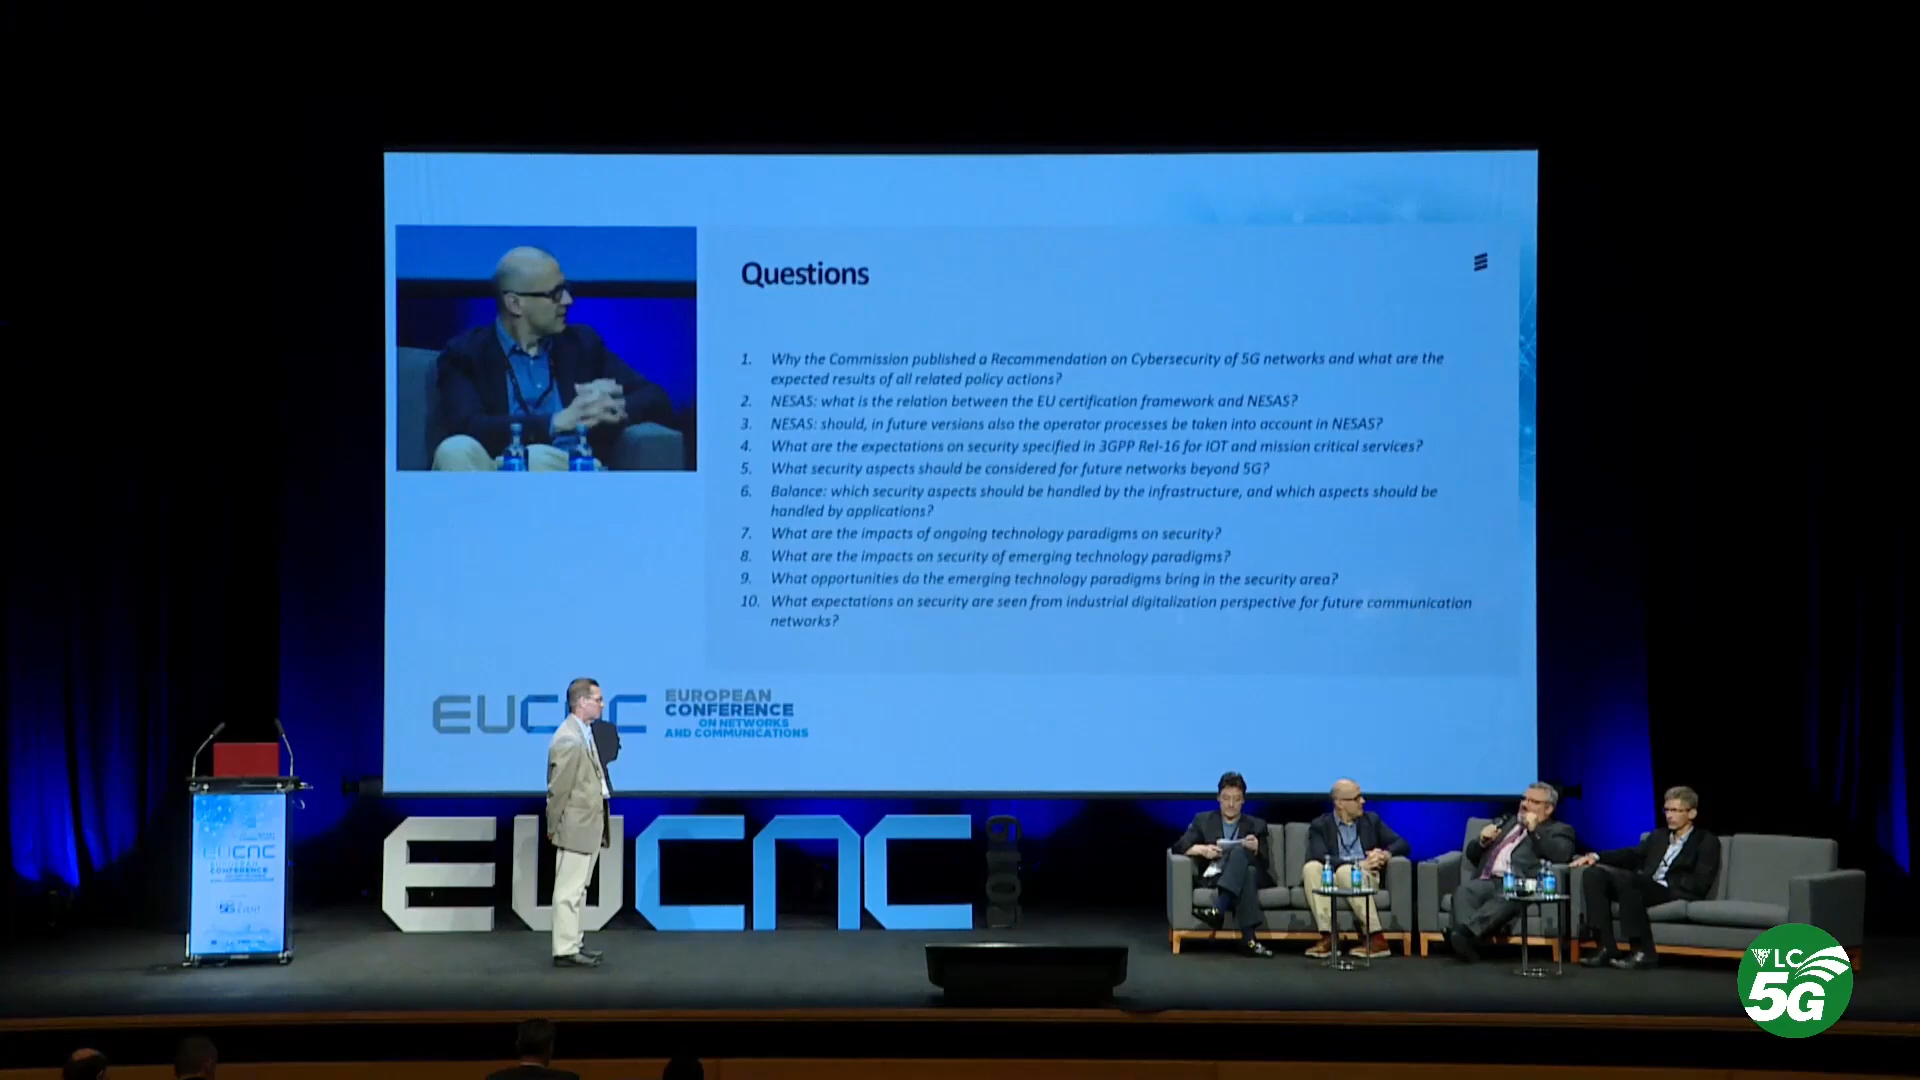 Questions
1. Why the Commission published a Recommendation on Cybersecurity of 5G networks and what are the
expected results of all related policy actions?
2. NESAS: what is the relation between the EU certification framework and NESAS?
3. NESAS: should, in future versions also the operator processes be taken into account in NESAS?
4. What are the expectations on security specified in 3GPP Rel-16 for IOT and mission critical services?
5. What security aspects should be considered for future networks beyond 5G?
6. Balance: which security aspects should be handled by the infrastructure, and which aspects should be
handled by applications?
7. What are the impacts of ongoing technology paradigms on security?
8. What are the impacts on security of emerging technology paradigms?
9. What opportunities do the emerging technology paradigms bring in the security area?
10. What expectations on security are seen from industrial digitalization perspective for future communication
networks?
EUCNC
EUROPEAN
CONFERENCE
ON NETWORKS
AND COMMUNICATIONS
EUCNC
EUCNC
5G EVENT
VLC
5G